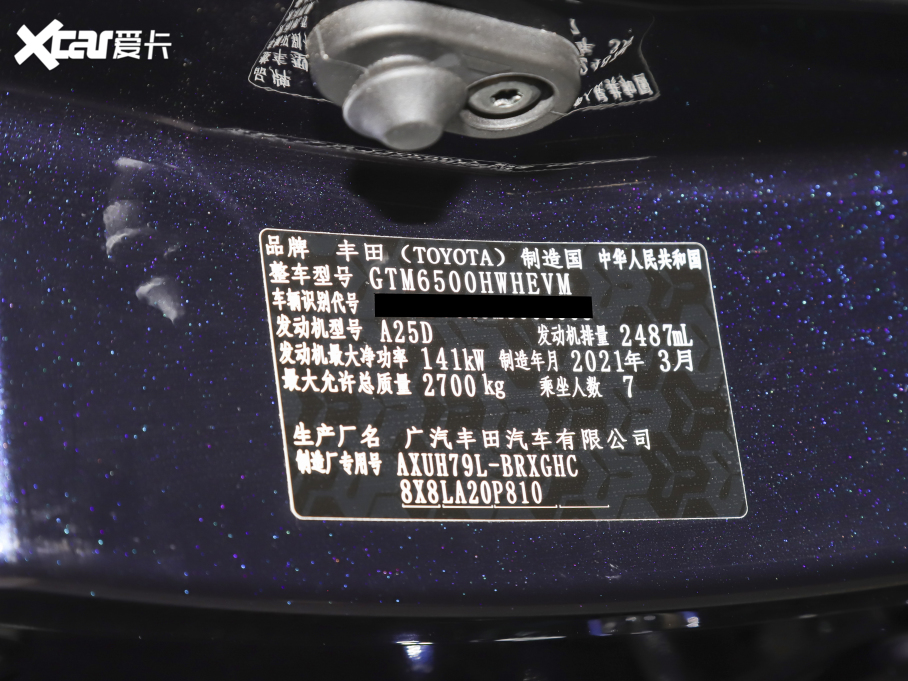 Xcar爱卡
品牌 丰田（TOYOTA）制造国 中华人民共和国
整车型号 GTM6500HWHEVM
车辆识别代号
发动机型号 A25D 发动机排量 2487mL
发动机最大净功率 141kW 制造年月 2021年 3月
最大允许总质量 2700 kg 乘坐人数 7
生产厂名 广汽丰田汽车有限公司
制造厂专用号 AXUH79L-BRXGHC
8X8LA20P810